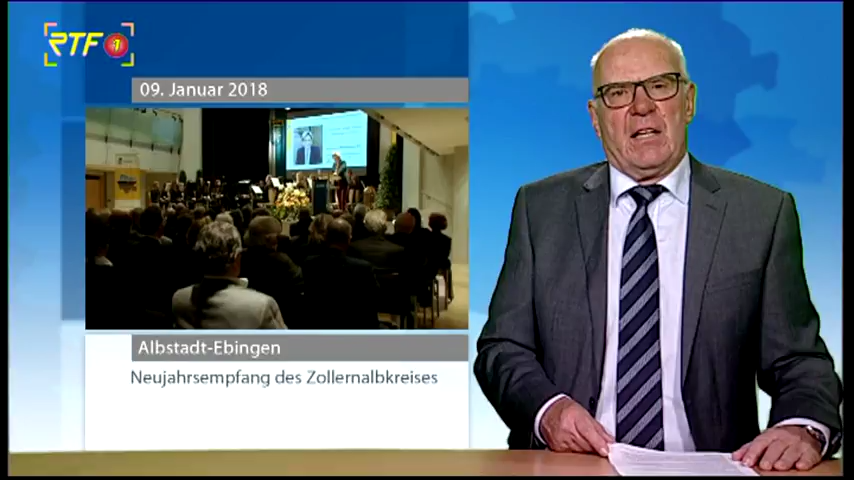 RTF 1
09. Januar 2018
Albstadt-Ebingen
Neujahrsempfang des Zollernalbkreises